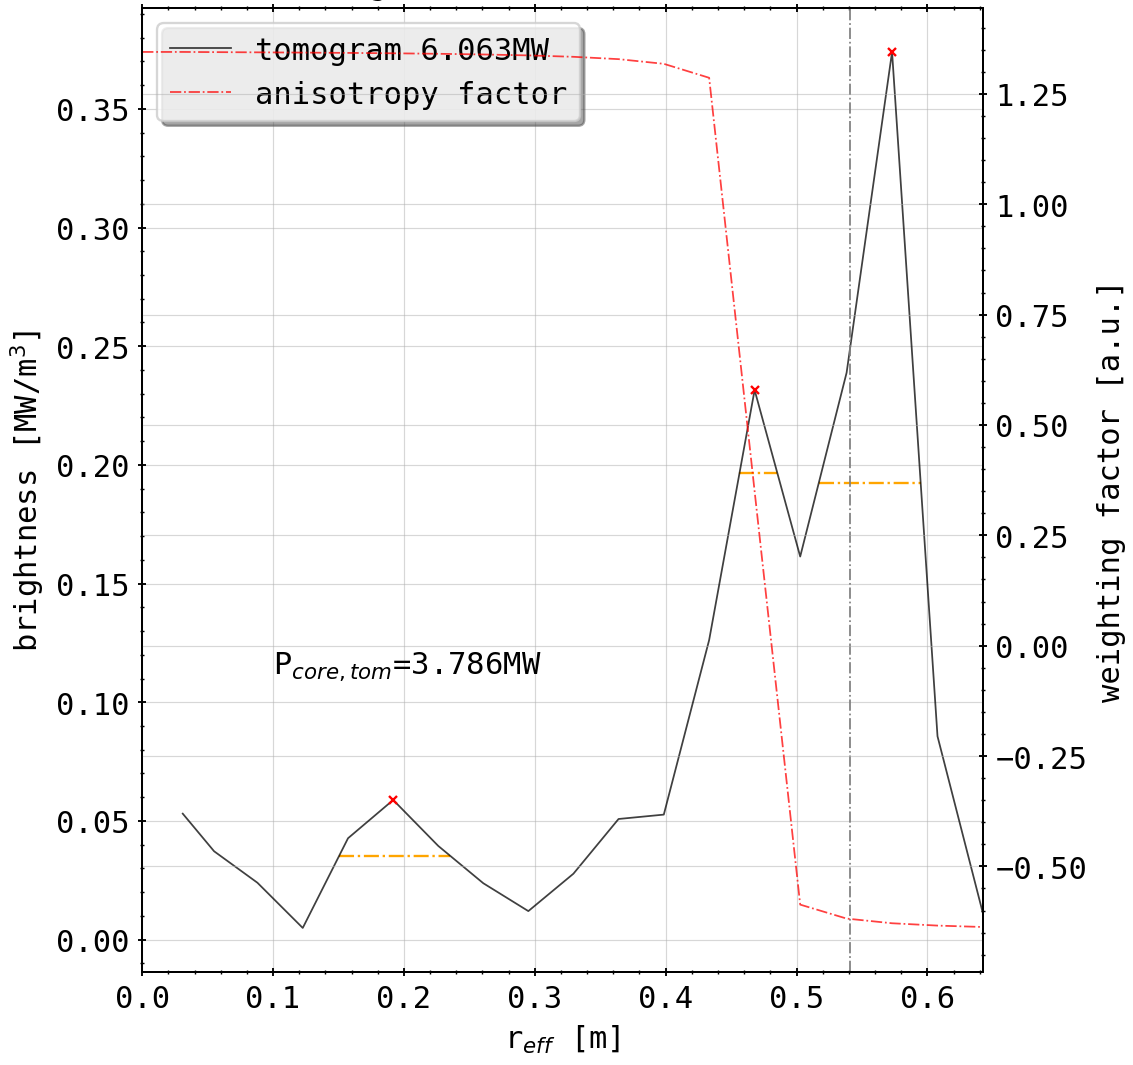 tomogram 6.063MW
anisotropy factor
0.35
0.30
0.25
0.20
0.15
0.10
0.05
0.00
brightness [MW/m³]
1.25
1.00
0.75
0.50
0.25
0.00
−0.25
−0.50
weighting factor [a.u.]
P_core,tom=3.786MW
0.0 0.1 0.2 0.3 0.4 0.5 0.6
r_eff [m]